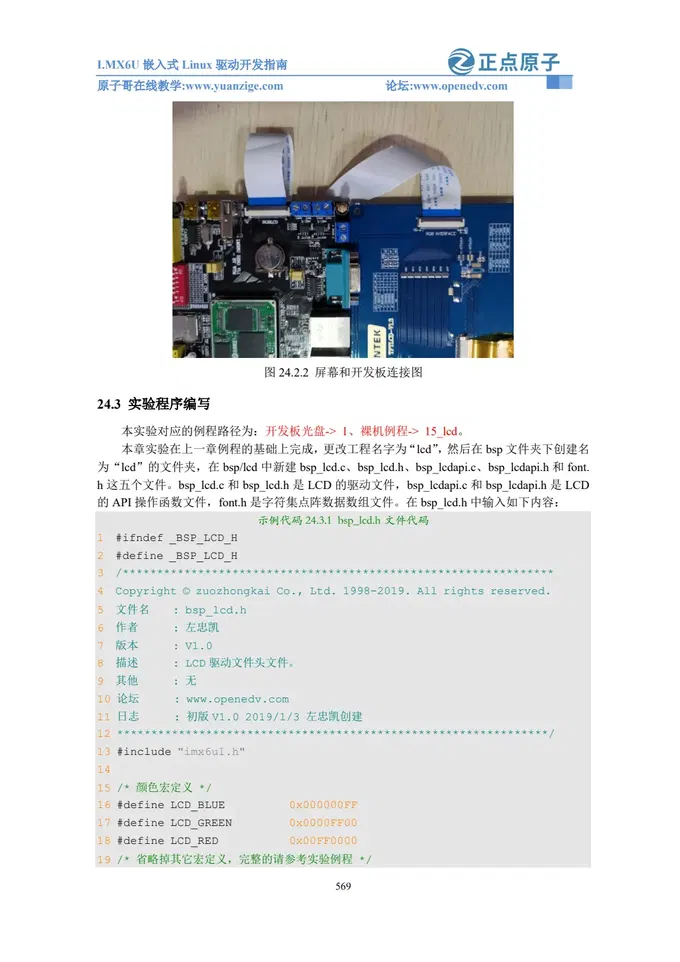 I.MX6U 嵌入式 Linux 驱动开发指南
正点原子
原子哥在线教学:www.yuanzige.com
论坛:www.openedv.com
RGB INTERFACE
图 24.2.2 屏幕和开发板连接图
24.3 实验程序编写
本实验对应的例程路径为：开发板光盘-> 1、裸机例程-> 15_lcd。
本章实验在上一章例程的基础上完成，更改工程名字为“lcd”，然后在 bsp 文件夹下创建名
为“lcd”的文件夹，在 bsp/lcd 中新建 bsp_lcd.c、bsp_lcd.h、bsp_lcdapi.c、bsp_lcdapi.h 和 font.
h 这五个文件。bsp_lcd.c 和 bsp_lcd.h 是 LCD 的驱动文件，bsp_lcdapi.c 和 bsp_lcdapi.h 是 LCD
的 API 操作函数文件，font.h 是字符集点阵数据数组文件。在 bsp_lcd.h 中输入如下内容：
示例代码 24.3.1 bsp_lcd.h 文件代码
1 #ifndef _BSP_LCD_H
2 #define _BSP_LCD_H
3 /***************************************************************
4 Copyright © zuozhongkai Co., Ltd. 1998-2019. All rights reserved.
5 文件名 : bsp_lcd.h
6 作者 : 左忠凯
7 版本 : V1.0
8 描述 : LCD 驱动文件头文件。
9 其他 : 无
10 论坛 : www.openedv.com
11 日志 : 初版 V1.0 2019/1/3 左忠凯创建
12 ***************************************************************/
13 #include "imx6ul.h"
14
15 /* 颜色宏定义 */
16 #define LCD_BLUE 0x000000FF
17 #define LCD_GREEN 0x0000FF00
18 #define LCD_RED 0x00FF0000
19 /* 省略掉其它宏定义，完整的请参考实验例程 */
569